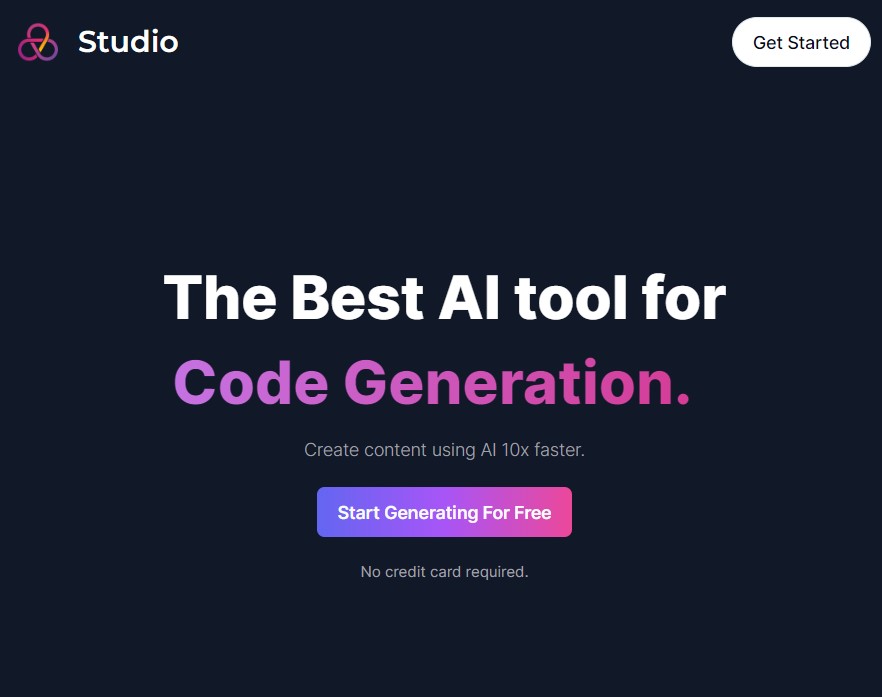 Studio
Get Started
The Best AI tool for
Code Generation.
Create content using AI 10x faster.
Start Generating For Free
No credit card required.